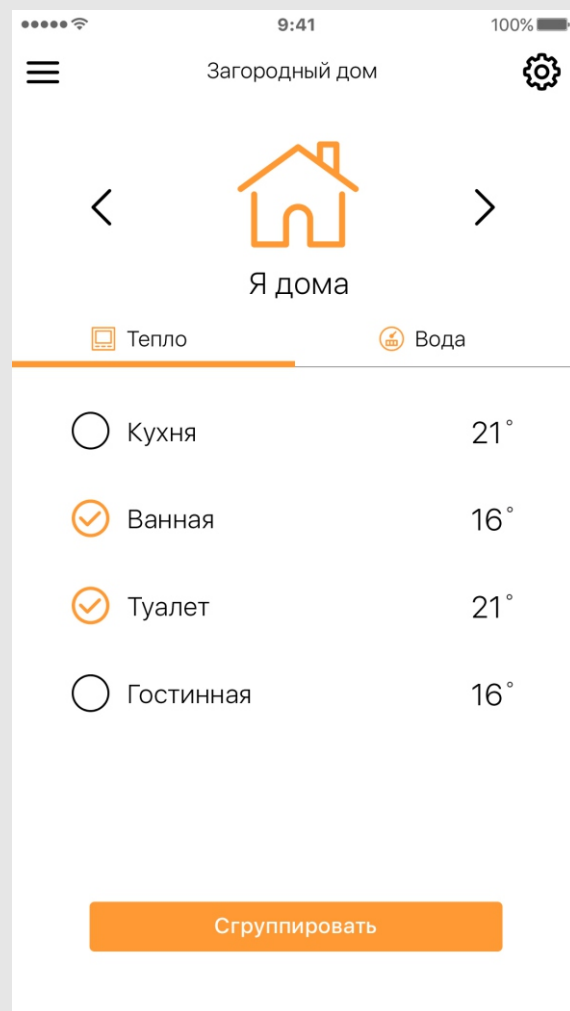 9:41 100%
Загородный дом
Я дома
Тепло Вода
Кухня 21°
Ванная 16°
Туалет 21°
Гостинная 16°
Сгруппировать